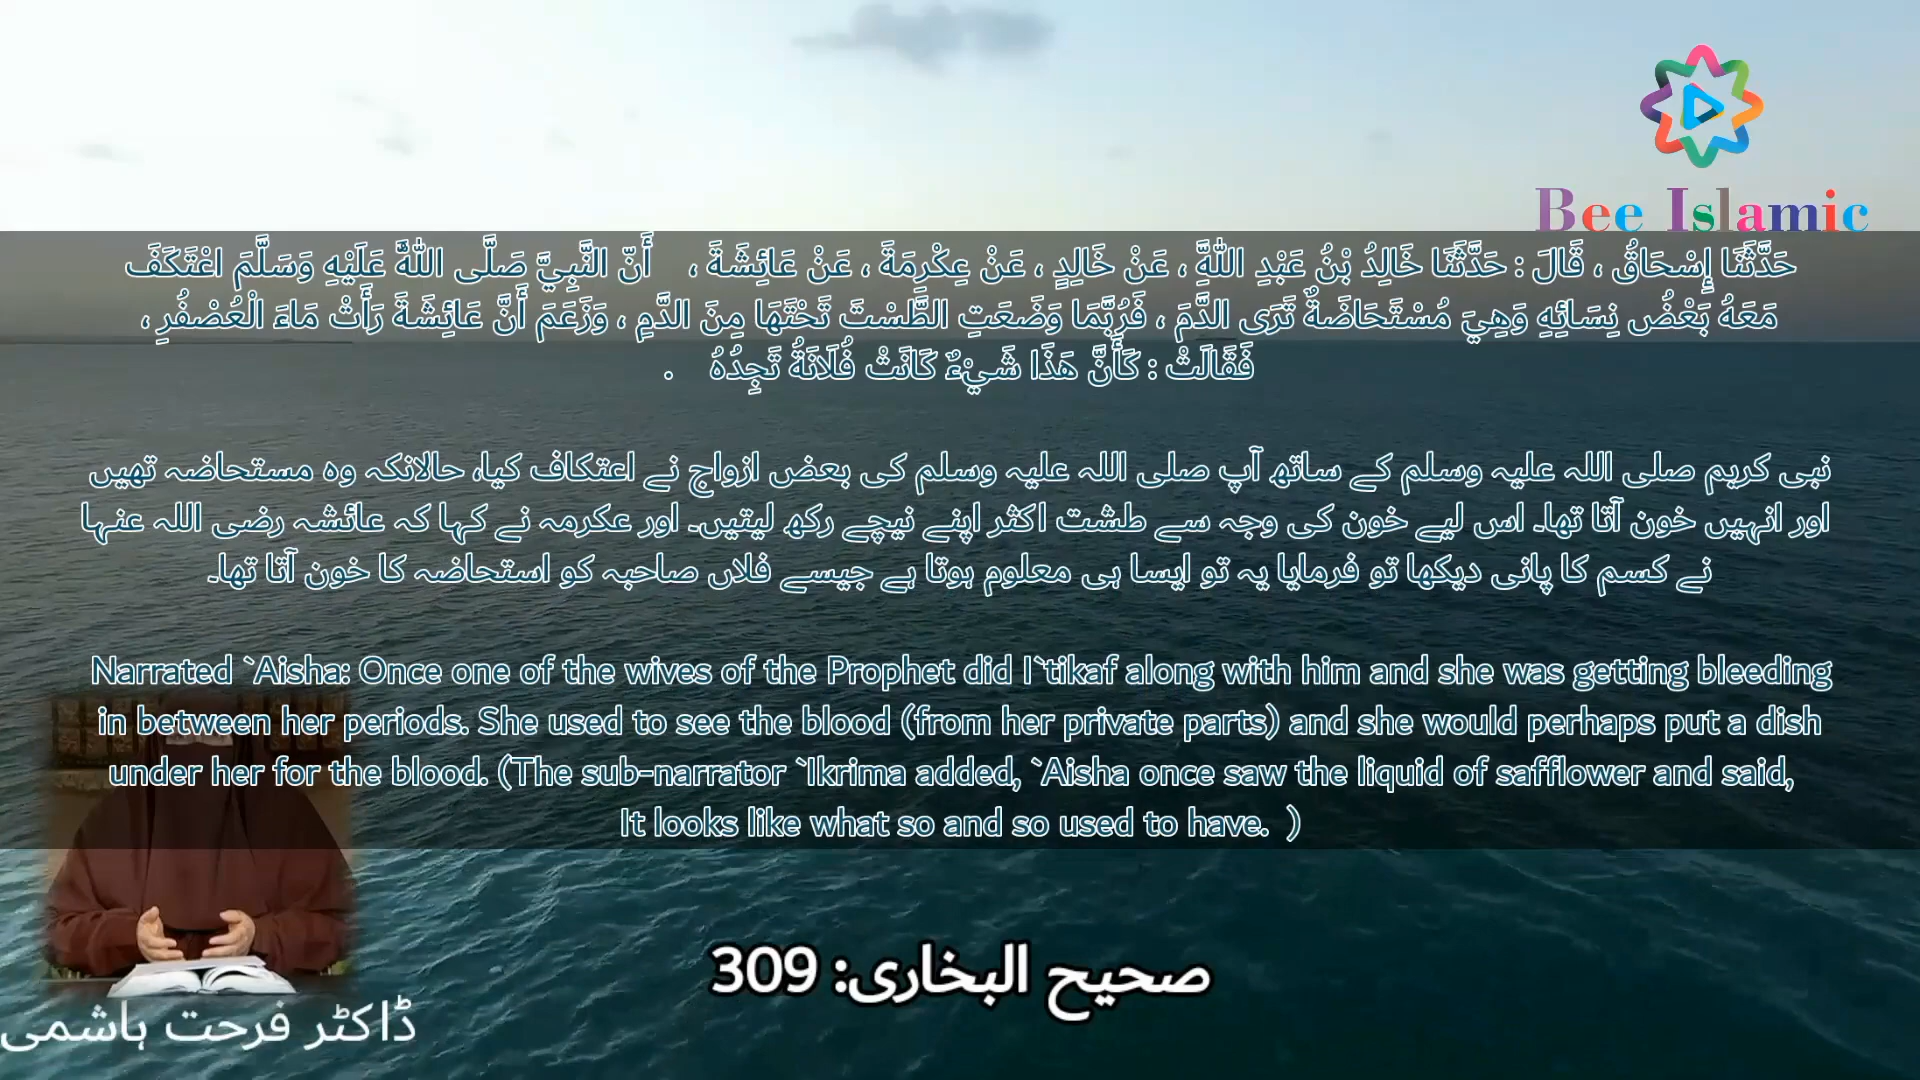 Bee Islamic
حَدَّثَنَا إِسْحَاقُ ، قَالَ : حَدَّثَنَا خَالِدُ بْنُ عَبْدِ اللَّهِ ، عَنْ خَالِدٍ ، عَنْ عِكْرِمَةَ ، عَنْ عَائِشَةَ ، أَنّ النَّبِيَّ صَلَّى اللَّهُ عَلَيْهِ وَسَلَّمَ اعْتَكَفَ
مَعَهُ بَعْضُ نِسَائِهِ وَهِيَ مُسْتَحَاضَةٌ تَرَى الدَّمَ ، فَرُبَّمَا وَضَعَتِ الطَّسْتَ تَحْتَهَا مِنَ الدَّمِ ، وَزَعَمَ أَنَّ عَائِشَةَ رَأَتْ مَاءَ الْعُصْفُرِ ،
فَقَالَتْ : كَأَنَّ هَذَا شَيْءٌ كَانَتْ فُلَانَةُ تَجِدُهُ .
نبی کریم صلی اللہ علیہ وسلم کے ساتھ آپ صلی اللہ علیہ وسلم کی بعض ازواج نے اعتکاف کیا، حالانکہ وہ مستحاضہ تھیں
اور انہیں خون آتا تھا۔ اس لیے خون کی وجہ سے طشت اکثر اپنے نیچے رکھ لیتیں۔ اور عکرمہ نے کہا کہ عائشہ رضی اللہ عنہا
نے کسم کا پانی دیکھا تو فرمایا یہ تو ایسا ہی معلوم ہوتا ہے جیسے فلاں صاحبہ کو استحاضہ کا خون آتا تھا۔
Narrated `Aisha: Once one of the wives of the Prophet did I`tikaf along with him and she was getting bleeding
in between her periods. She used to see the blood (from her private parts) and she would perhaps put a dish
under her for the blood. (The sub-narrator `Ikrima added, `Aisha once saw the liquid of safflower and said,
It looks like what so and so used to have. )
صحیح البخاری: 309
ڈاکٹر فرحت ہاشمی